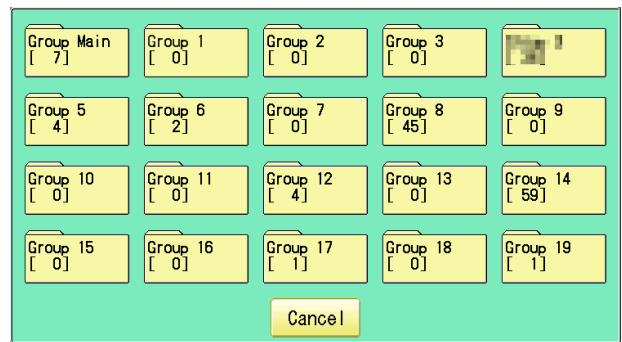 Group Main
[ 7]
Group 1
[ 0]
Group 2
[ 0]
Group 3
[ 0]
Group 5
[ 4]
Group 6
[ 2]
Group 7
[ 0]
Group 8
[ 45]
Group 9
[ 0]
Group 10
[ 0]
Group 11
[ 0]
Group 12
[ 4]
Group 13
[ 0]
Group 14
[ 59]
Group 15
[ 0]
Group 16
[ 0]
Group 17
[ 1]
Group 18
[ 0]
Group 19
[ 1]
Cancel